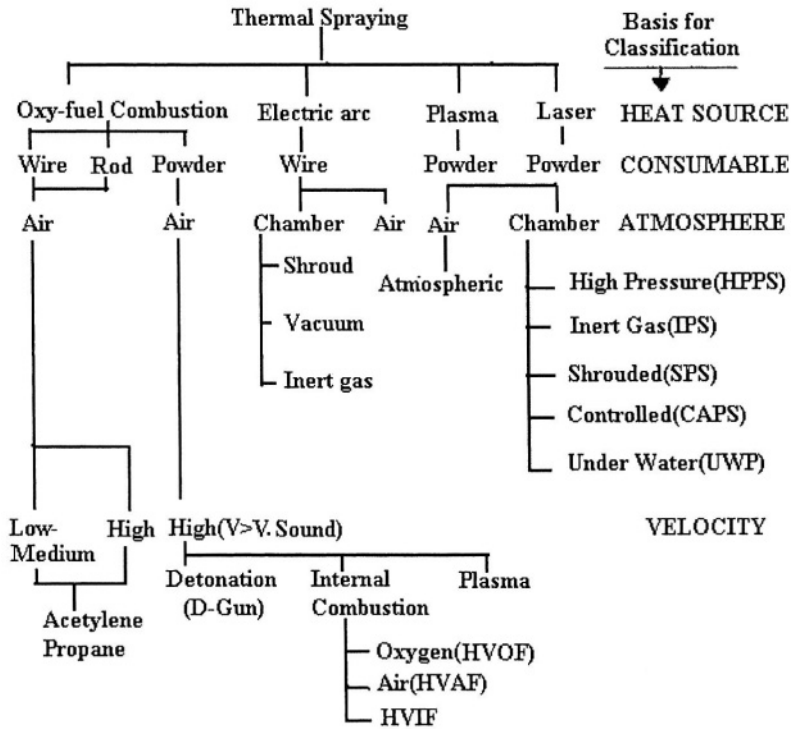 Thermal Spraying
Basis for
Classification
Oxy-fuel Combustion Electric arc Plasma Laser HEAT SOURCE
Wire Rod Powder Wire Powder Powder CONSUMABLE
Air Air Chamber Air Air Chamber ATMOSPHERE
Shroud
Atmospheric
High Pressure(HPPS)
Vacuum
Inert Gas(IPS)
Inert gas
Shrouded(SPS)
Controlled(CAPS)
Under Water(UWP)
Low-
Medium
High High(V>V. Sound) VELOCITY
Detonation
(D-Gun)
Internal
Combustion
Plasma
Acetylene
Propane
Oxygen(HVOF)
Air(HVAF)
HVIF